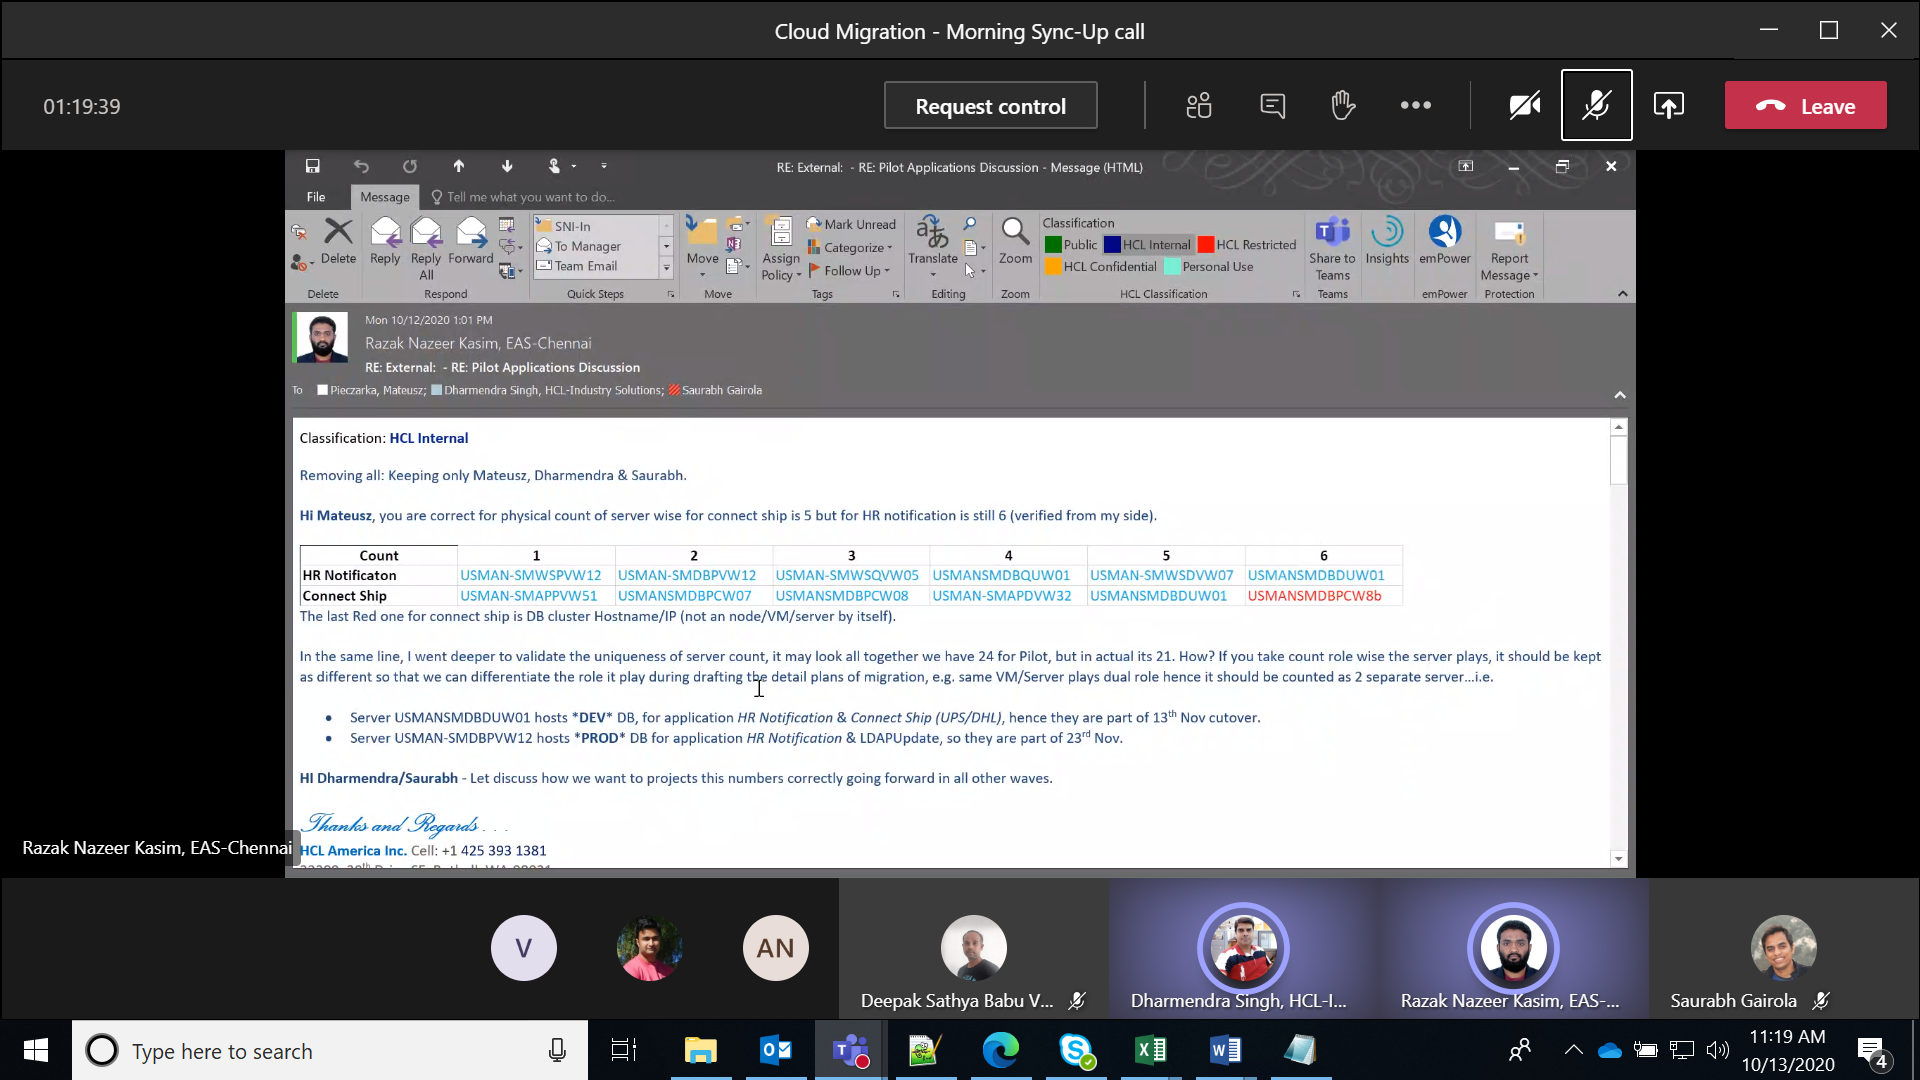 Cloud Migration - Morning Sync-Up call
01:19:39
Request control
Leave
RE: External: - RE: Pilot Applications Discussion - Message (HTML)
File Message Tell me what you want to do...
Delete
Reply Reply All Forward
SNI-In
To Manager
Team Email
Move
Assign Policy
Mark Unread
Categorize
Follow Up
Translate
Zoom
Classification
Public HCL Internal HCL Restricted
HCL Confidential Personal Use
Share to Teams
Insights
emPower
Report Message
Delete Respond Quick Steps Move Tags Editing Zoom HCL Classification Teams emPower Protection
Mon 10/12/2020 1:01 PM
Razak Nazeer Kasim, EAS-Chennai
RE: External: - RE: Pilot Applications Discussion
To Pieczarka, Mateusz; Dharmendra Singh, HCL-Industry Solutions; Saurabh Gairola
Classification: HCL Internal
Removing all: Keeping only Mateusz, Dharmendra & Saurabh.
Hi Mateusz, you are correct for physical count of server wise for connect ship is 5 but for HR notification is still 6 (verified from my side).
Count 1 2 3 4 5 6
HR Notificaton USMAN-SMWSPVW12 USMAN-SMDBPVW12 USMAN-SMWSQVW05 USMANSMDBQUW01 USMAN-SMWSDVW07 USMANSMDBDUW01
Connect Ship USMAN-SMAPPVW51 USMANSMDBPCW07 USMANSMDBPCW08 USMAN-SMAPDVW32 USMANSMDBDUW01 USMANSMDBPCW8b
The last Red one for connect ship is DB cluster Hostname/IP (not an node/VM/server by itself).
In the same line, I went deeper to validate the uniqueness of server count, it may look all together we have 24 for Pilot, but in actual its 21. How? If you take count role wise the server plays, it should be kept
as different so that we can differentiate the role it play during drafting the detail plans of migration, e.g. same VM/Server plays dual role hence it should be counted as 2 separate server...i.e.
• Server USMANSMDBDUW01 hosts *DEV* DB, for application HR Notification & Connect Ship (UPS/DHL), hence they are part of 13th Nov cutover.
• Server USMAN-SMDBPVW12 hosts *PROD* DB for application HR Notification & LDAPUpdate, so they are part of 23rd Nov.
HI Dharmendra/Saurabh - Let discuss how we want to projects this numbers correctly going forward in all other waves.
Thanks and Regards . . .
HCL America Inc. Cell: +1 425 393 1381
Razak Nazeer Kasim, EAS-Chennai
V
AN
Deepak Sathya Babu V...
Dharmendra Singh, HCL-I...
Razak Nazeer Kasim, EAS-...
Saurabh Gairola
Type here to search
11:19 AM
10/13/2020
4